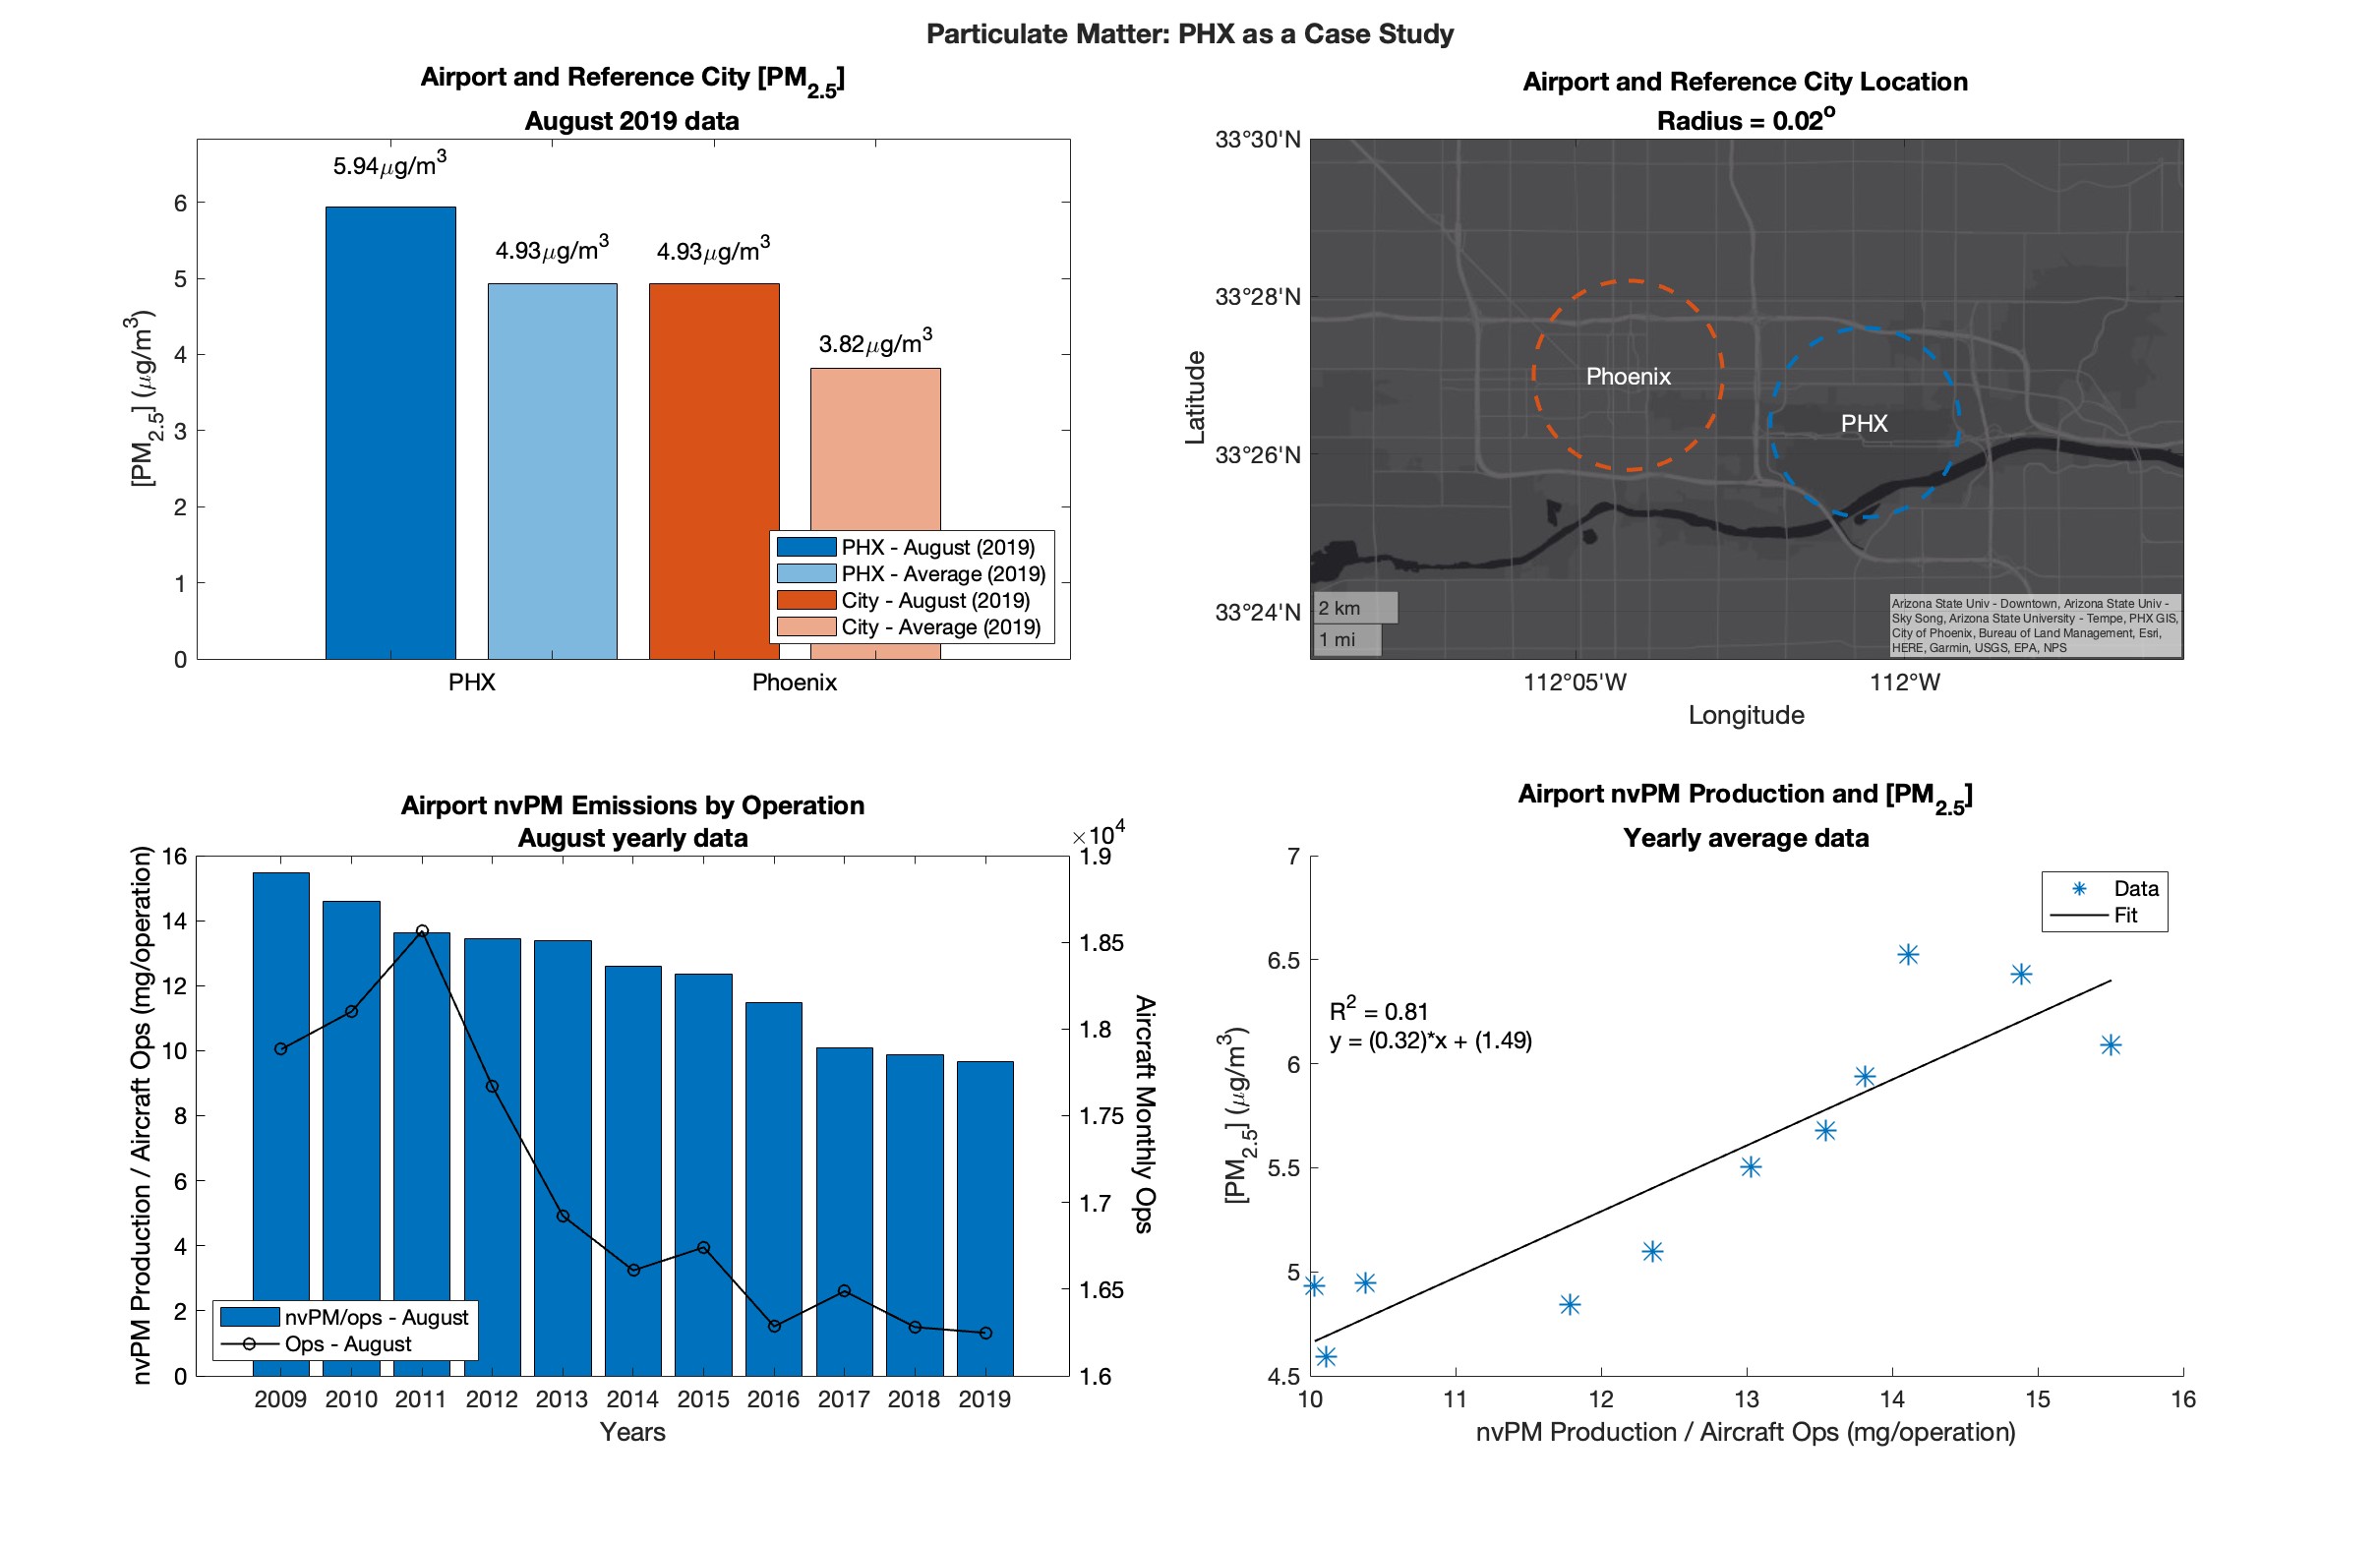 Particulate Matter: PHX as a Case Study
Airport and Reference City [PM2.5]
August 2019 data
5.94μg/m3
4.93μg/m3
4.93μg/m3
3.82μg/m3
[PM2.5] (μg/m3)
6
5
4
3
2
1
0
PHX - August (2019)
PHX - Average (2019)
City - August (2019)
City - Average (2019)
PHX
Phoenix
Airport and Reference City Location
Radius = 0.02o
33°30'N
33°28'N
33°26'N
33°24'N
Latitude
Phoenix
PHX
2 km
1 mi
Arizona State Univ - Downtown, Arizona State Univ -
Sky Song, Arizona State University - Tempe, PHX GIS,
City of Phoenix, Bureau of Land Management, Esri,
HERE, Garmin, USGS, EPA, NPS
112°05'W
112°W
Longitude
Airport nvPM Emissions by Operation
August yearly data
×104
nvPM Production / Aircraft Ops (mg/operation)
16
14
12
10
8
6
4
2
0
1.9
1.85
1.8
1.75
1.7
1.65
1.6
Aircraft Monthly Ops
nvPM/ops - August
Ops - August
2009 2010 2011 2012 2013 2014 2015 2016 2017 2018 2019
Years
Airport nvPM Production and [PM2.5]
Yearly average data
7
6.5
6
5.5
5
4.5
[PM2.5] (μg/m3)
Data
Fit
R2 = 0.81
y = (0.32)*x + (1.49)
10 11 12 13 14 15 16
nvPM Production / Aircraft Ops (mg/operation)